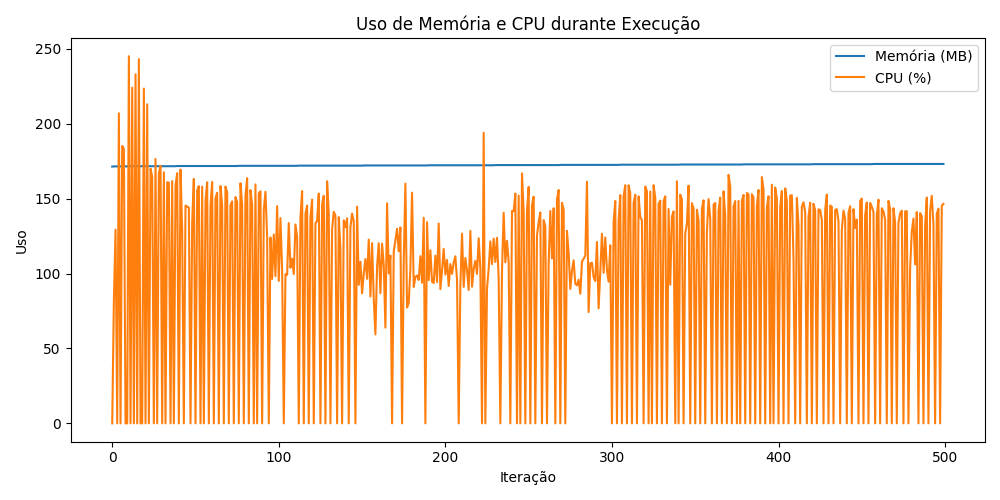 Uso de Memória e CPU durante Execução
Memória (MB)
CPU (%)
Uso
250
200
150
100
50
0
0 100 200 300 400 500
Iteração